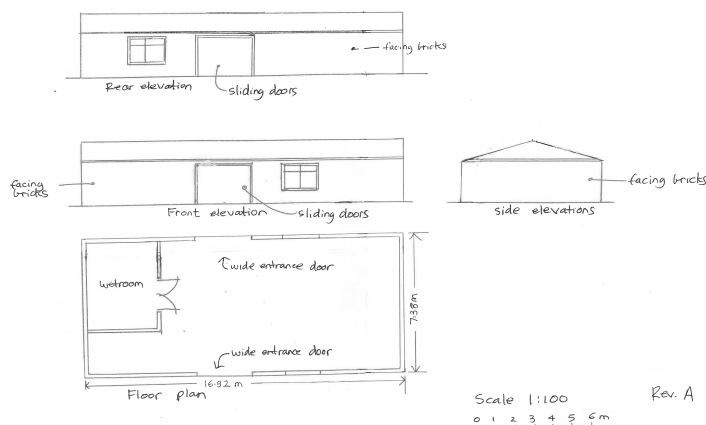 facing bricks
Rear elevation
sliding doors
facing
bricks
Front elevation
sliding doors
facing bricks
side elevations
wide entrance door
wetroom
7.38m
wide entrance door
16.92 m
Floor plan
Scale 1:100
Rev. A
0 1 2 3 4 5 6m